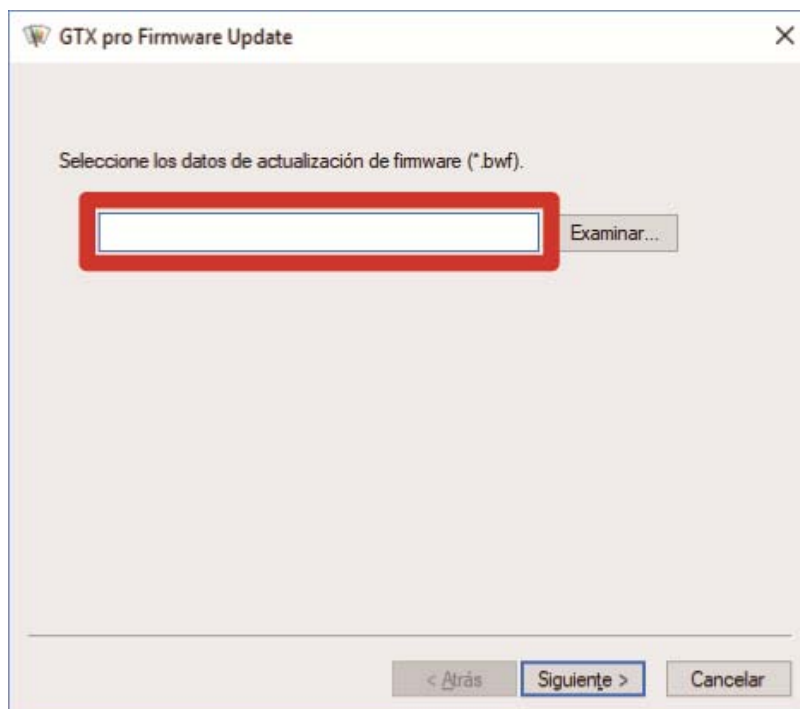 GTX pro Firmware Update
Seleccione los datos de actualización de firmware (*.bwf).
Examinar...
< Atrás Siguiente > Cancelar